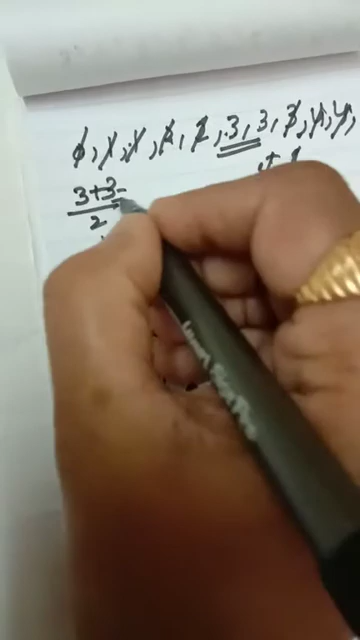 0, 1, 1, 2, 2, 3, 3, 3, 4, 4,
3+3
2